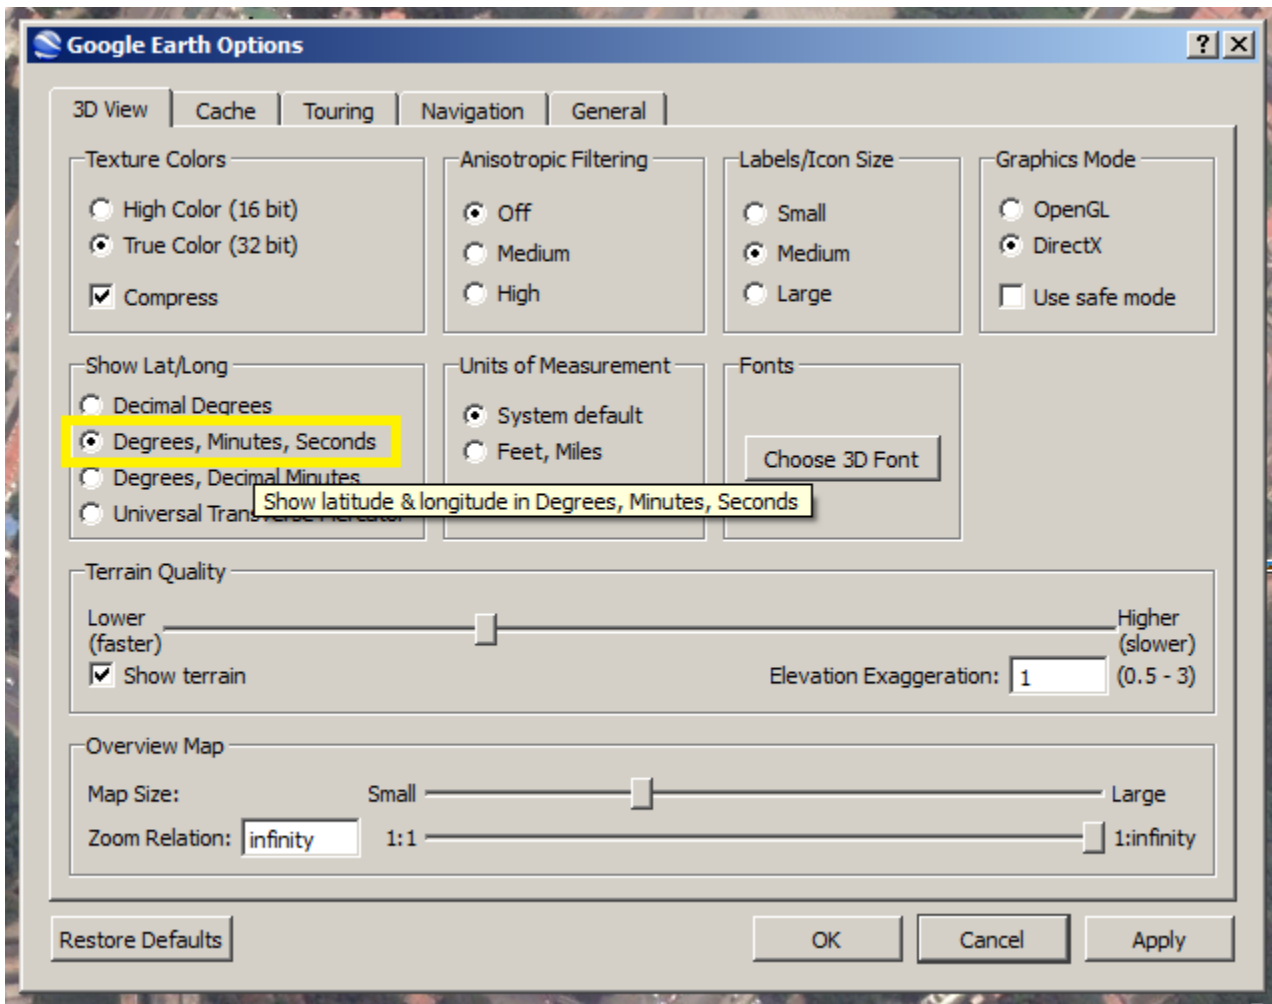 Google Earth Options
3D View Cache Touring Navigation General
Texture Colors
High Color (16 bit)
True Color (32 bit)
Compress
Anisotropic Filtering
Off
Medium
High
Labels/Icon Size
Small
Medium
Large
Graphics Mode
OpenGL
DirectX
Use safe mode
Show Lat/Long
Decimal Degrees
Degrees, Minutes, Seconds
Degrees, Decimal Minutes
Universal Transverse Mercator
Show latitude & longitude in Degrees, Minutes, Seconds
Units of Measurement
System default
Feet, Miles
Fonts
Choose 3D Font
Terrain Quality
Lower
(faster)
Higher
(slower)
Show terrain
Elevation Exaggeration: 1 (0.5 - 3)
Overview Map
Map Size: Small Large
Zoom Relation: infinity 1:1 1:infinity
Restore Defaults OK Cancel Apply